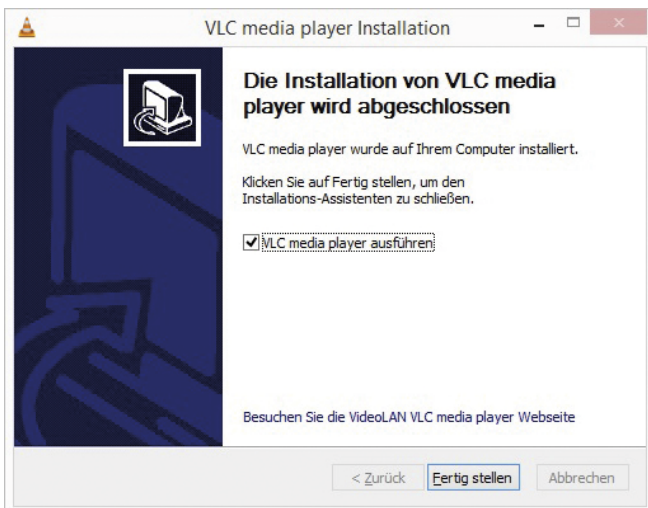 VLC media player Installation
Die Installation von VLC media
player wird abgeschlossen
VLC media player wurde auf Ihrem Computer installiert.
Klicken Sie auf Fertig stellen, um den
Installations-Assistenten zu schließen.
VLC media player ausführen
Besuchen Sie die VideoLAN VLC media player Webseite
< Zurück Fertig stellen Abbrechen